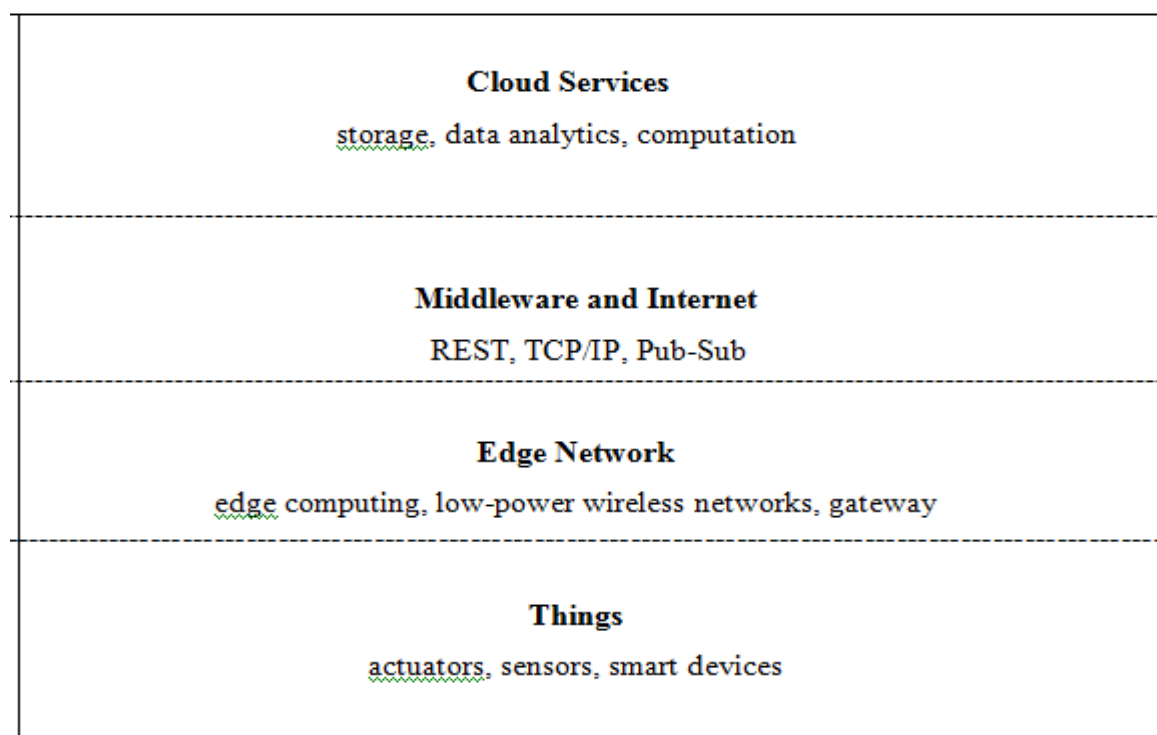 Cloud Services
storage, data analytics, computation
Middleware and Internet
REST, TCP/IP, Pub-Sub
Edge Network
edge computing, low-power wireless networks, gateway
Things
actuators, sensors, smart devices